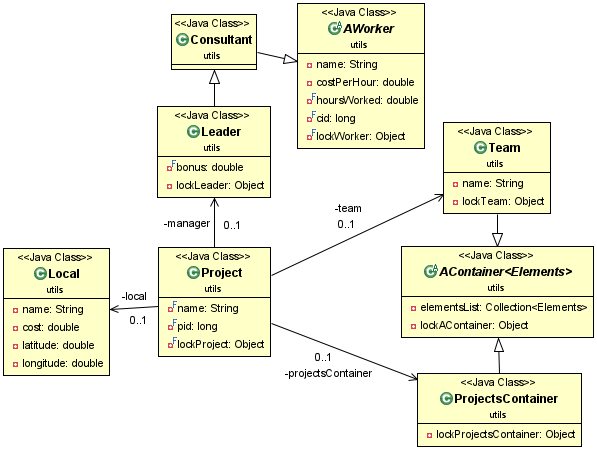 <<Java Class>>
Consultant
utils
<<Java Class>>
AWorker
utils
name: String
costPerHour: double
hoursWorked: double
cid: long
lockWorker: Object
<<Java Class>>
Leader
utils
bonus: double
lockLeader: Object
<<Java Class>>
Team
utils
name: String
lockTeam: Object
-manager
0..1
-team
0..1
<<Java Class>>
Local
utils
name: String
cost: double
latitude: double
longitude: double
-local
0..1
<<Java Class>>
Project
utils
name: String
pid: long
lockProject: Object
<<Java Class>>
AContainer<Elements>
utils
elementsList: Collection<Elements>
lockAContainer: Object
0..1
-projectsContainer
<<Java Class>>
ProjectsContainer
utils
lockProjectsContainer: Object